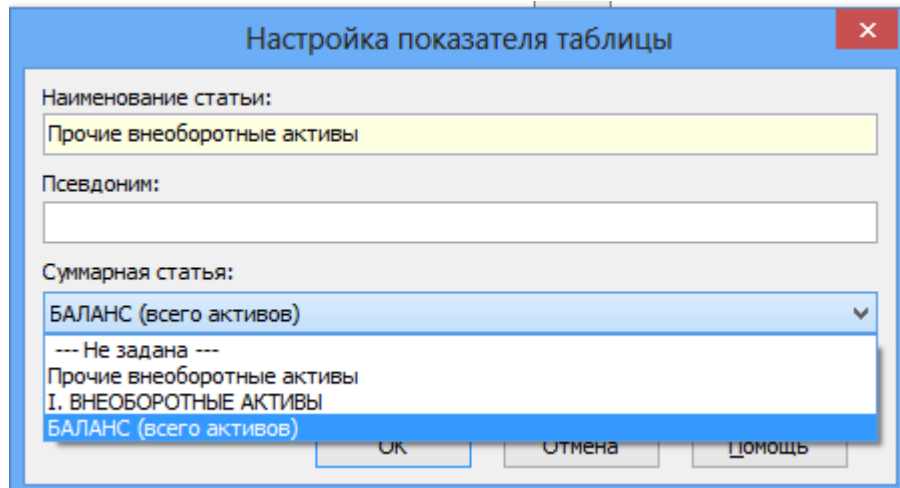 Настройка показателя таблицы
Наименование статьи:
Прочие внеоборотные активы
Псевдоним:
Суммарная статья:
БАЛАНС (всего активов)
--- Не задана ---
Прочие внеоборотные активы
I. ВНЕОБОРОТНЫЕ АКТИВЫ
БАЛАНС (всего активов)
ОК Отмена Помощь